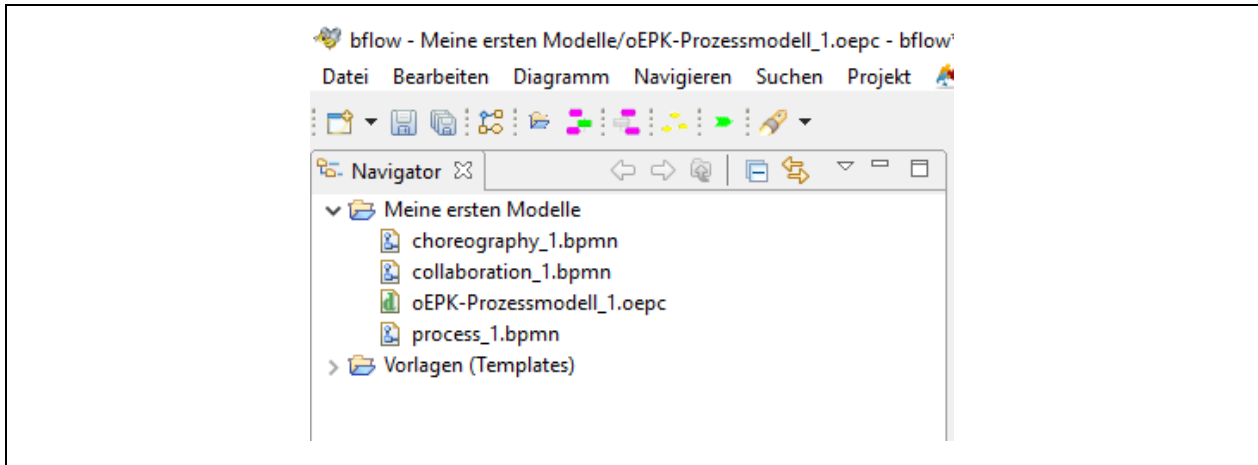 bflow - Meine ersten Modelle/oEPK-Prozessmodell_1.oepc - bflow*
Datei Bearbeiten Diagramm Navigieren Suchen Projekt
Navigator
Meine ersten Modelle
choreography_1.bpmn
collaboration_1.bpmn
oEPK-Prozessmodell_1.oepc
process_1.bpmn
Vorlagen (Templates)